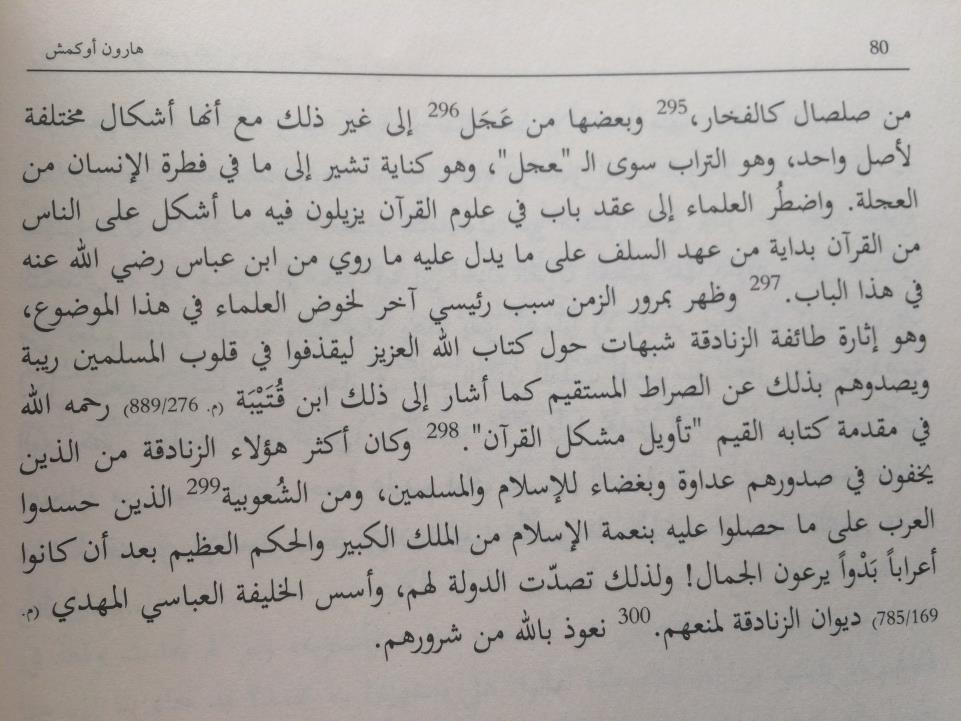 80 هارون أوكمش
من صلصال كالفخار،295 وبعضها من عَجَل296 إلى غير ذلك مع أنها أشكال مختلفة
لأصل واحد، وهو التراب سوى الـ "عجل"، وهو كناية تشير إلى ما في فطرة الإنسان من
العجلة. واضطُر العلماء إلى عقد باب في علوم القرآن يزيلون فيه ما أشكل على الناس
من القرآن بداية من عهد السلف على ما يدل عليه ما روي من ابن عباس رضي الله عنه
في هذا الباب.297 وظهر بمرور الزمن سبب رئيسي آخر لخوض العلماء في هذا الموضوع،
وهو إثارة طائفة الزنادقة شبهات حول كتاب الله العزيز ليقذفوا في قلوب المسلمين ريبة
ويصدوهم بذلك عن الصراط المستقيم كما أشار إلى ذلك ابن قُتَيْبَة (م. 889/276) رحمه الله
في مقدمة كتابه القيم "تأويل مشكل القرآن".298 وكان أكثر هؤلاء الزنادقة من الذين
يخفون في صدورهم عداوة وبغضاء للإسلام والمسلمين، ومن الشُعوبية299 الذين حسدوا
العرب على ما حصلوا عليه بنعمة الإسلام من الملك الكبير والحكم العظيم بعد أن كانوا
أعراباً بَدْواً يرعون الجمال! ولذلك تصدّت الدولة لهم، وأسس الخليفة العباسي المهدي (م.
785/169) ديوان الزنادقة لمنعهم.300 نعوذ بالله من شرورهم.